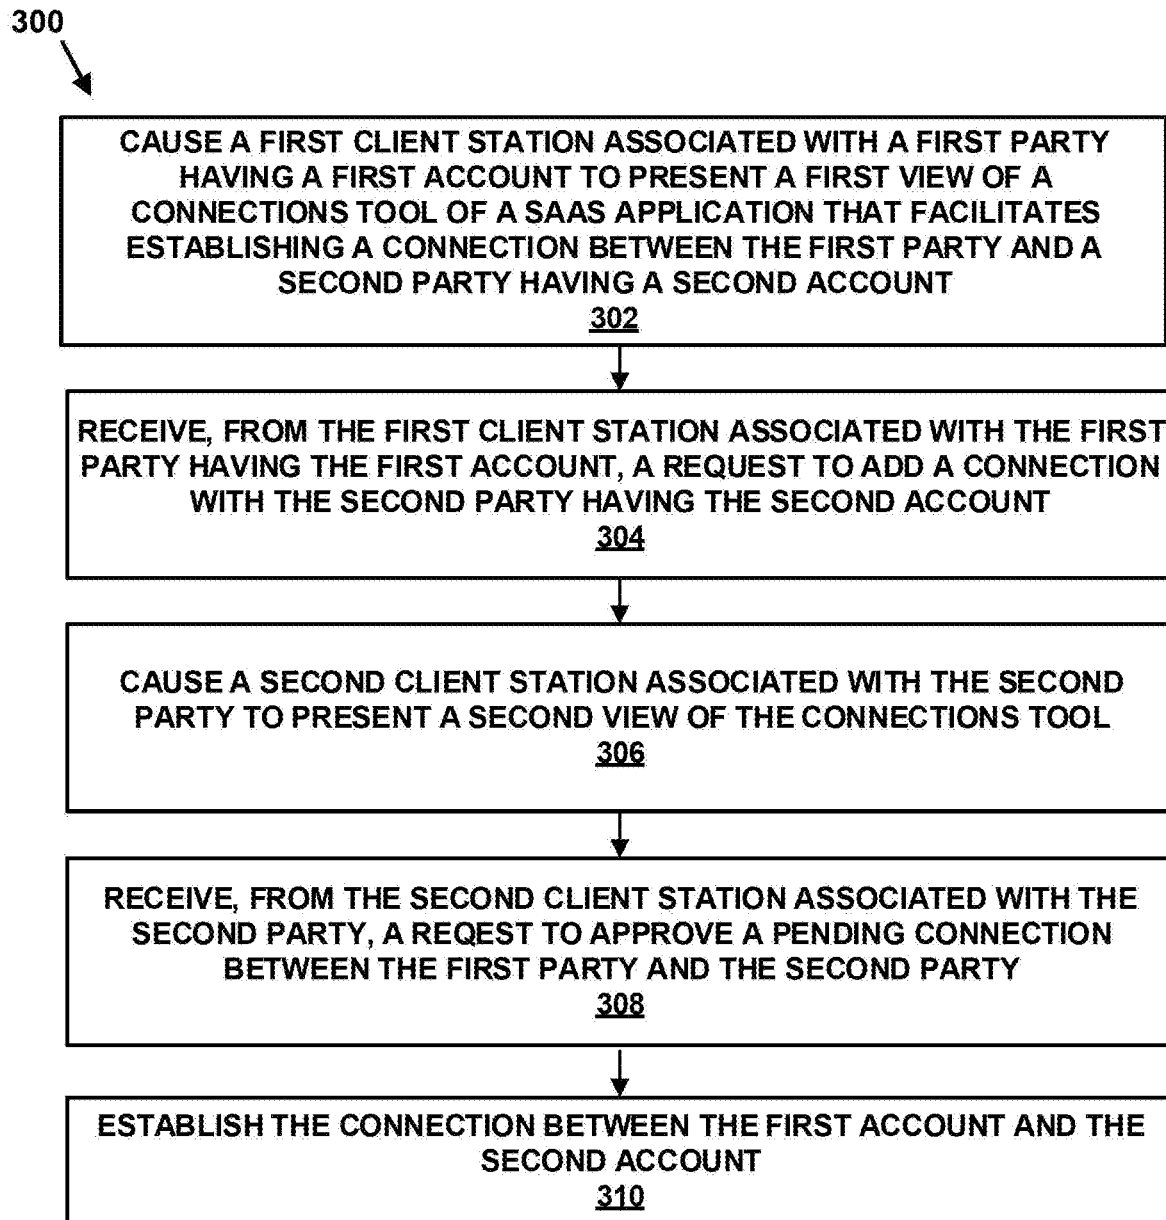 300
CAUSE A FIRST CLIENT STATION ASSOCIATED WITH A FIRST PARTY
HAVING A FIRST ACCOUNT TO PRESENT A FIRST VIEW OF A
CONNECTIONS TOOL OF A SAAS APPLICATION THAT FACILITATES
ESTABLISHING A CONNECTION BETWEEN THE FIRST PARTY AND A
SECOND PARTY HAVING A SECOND ACCOUNT
302
RECEIVE, FROM THE FIRST CLIENT STATION ASSOCIATED WITH THE FIRST
PARTY HAVING THE FIRST ACCOUNT, A REQUEST TO ADD A CONNECTION
WITH THE SECOND PARTY HAVING THE SECOND ACCOUNT
304
CAUSE A SECOND CLIENT STATION ASSOCIATED WITH THE SECOND
PARTY TO PRESENT A SECOND VIEW OF THE CONNECTIONS TOOL
306
RECEIVE, FROM THE SECOND CLIENT STATION ASSOCIATED WITH THE
SECOND PARTY, A REQEST TO APPROVE A PENDING CONNECTION
BETWEEN THE FIRST PARTY AND THE SECOND PARTY
308
ESTABLISH THE CONNECTION BETWEEN THE FIRST ACCOUNT AND THE
SECOND ACCOUNT
310